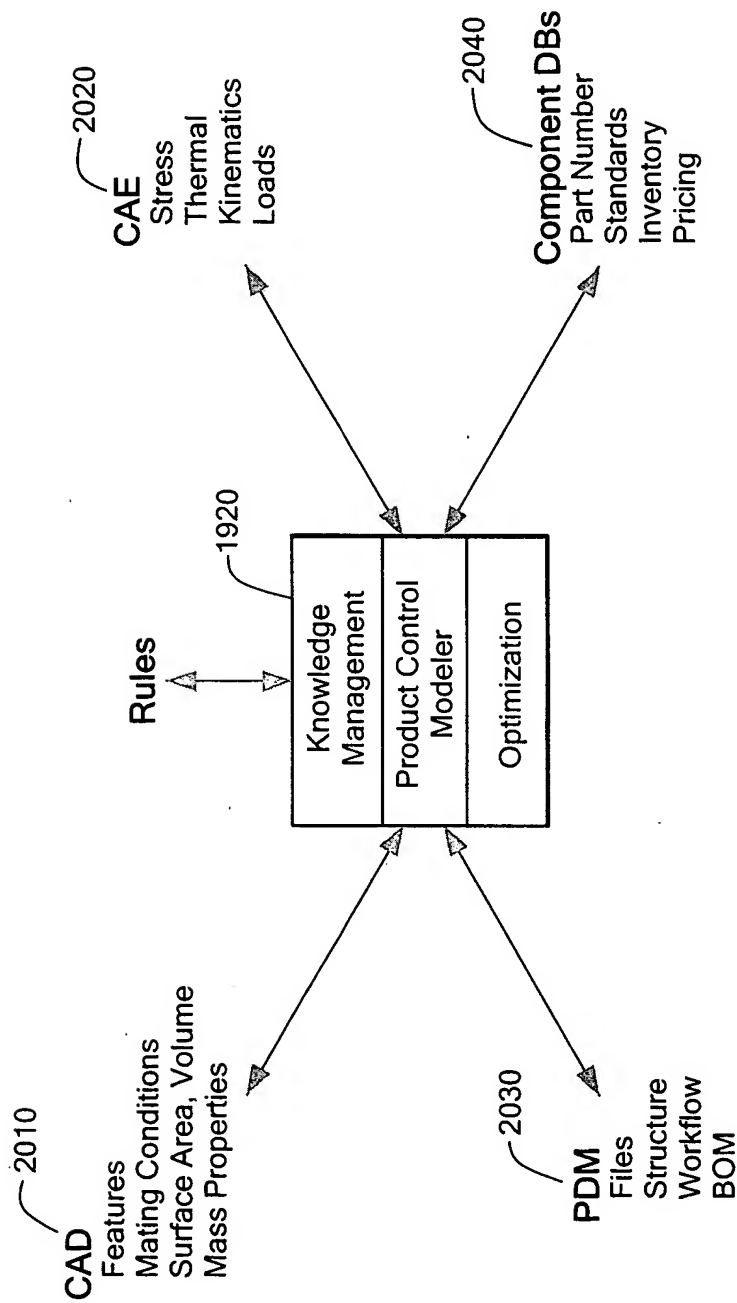 CAD
2010
Features
Mating Conditions
Surface Area, Volume
Mass Properties
CAE
2020
Stress
Thermal
Kinematics
Loads
Rules
1920
Knowledge
Management
Product Control
Modeler
Optimization
PDM
2030
Files
Structure
Workflow
BOM
Component DBs
2040
Part Number
Standards
Inventory
Pricing